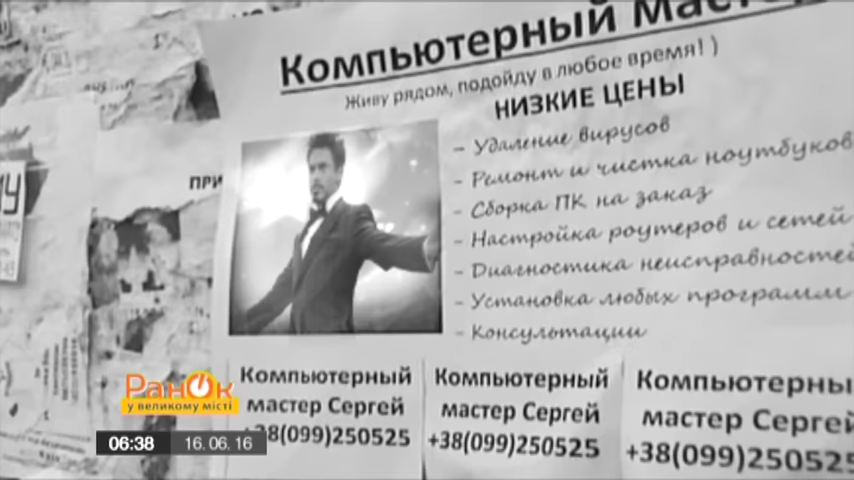 Компьютерный мастер
Живу рядом, подойду в любое время! )
НИЗКИЕ ЦЕНЫ
- Удаление вирусов
- Ремонт и чистка ноутбуков
- Сборка ПК на заказ
- Настройка роутеров и сетей
- Диагностика неисправностей
- Установка любых программ
- Консультации
ПРИ
Компьютерный
мастер Сергей
+38(099)250525
Компьютерный
мастер Сергей
+38(099)250525
Компьютерны
мастер Сергей
+38(099)250525
РанОк
у великому місті
06:38 16.06.16